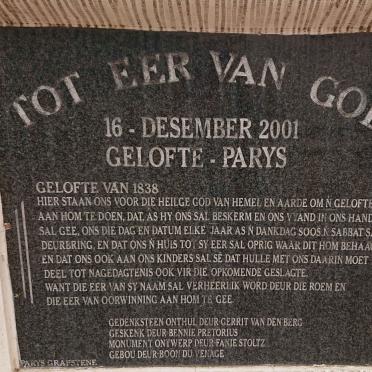 TOT EER VAN GOD
16 - DESEMBER 2001
GELOFTE - PARYS
GELOFTE VAN 1838
HIER STAAN ONS VOOR DIE HEILGE GOD VAN HEMEL EN AARDE OM Ń GELOFTE
AAN HOM TE DOEN, DAT, AS HY ONS SAL BESKERM EN ONS VYAND IN ONS HAND
SAL GEE, ONS DIE DAG EN DATUM ELKE JAAR AS Ń DANKDAG SOOS Ń SABBAT SAL
DEURBRING, EN DAT ONS Ń HUIS TOT SY EER SAL OPRIG WAAR DIT HOM BEHAAG
EN DAT ONS OOK AAN ONS KINDERS SAL SÊ DAT HULLE MET ONS DAARIN MOET
DEEL TOT NAGEDAGTENIS OOK VIR DIE OPKOMENDE GESLAGTE.
WANT DIE EER VAN SY NAAM SAL VERHEERLIK WORD DEUR DIE ROEM EN
DIE EER VAN OORWINNING AAN HOM TE GEE
GEDENKSTEEN ONTHUL DEUR GERRIT VAN DEN BERG
GESKENK DEUR BENNIE PRETORIUS
MONUMENT ONTWERP DEUR FANIE STOLTZ
GEBOU DEUR BOON DU PENAGE
PARYS GRAFSTENE